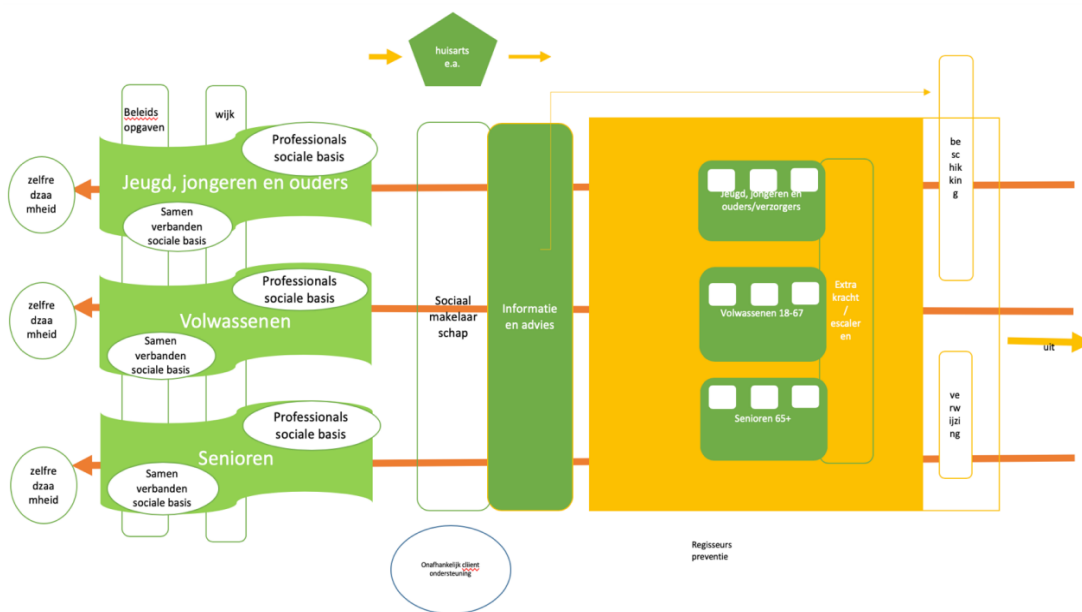 huisarts
e.a.
Beleids
opgaven
wijk
Professionals
sociale basis
Jeugd, jongeren en ouders
zelfre
dzaa
mheid
Samen
verbanden
sociale basis
Professionals
sociale basis
zelfre
dzaa
mheid
Volwassenen
Samen
verbanden
sociale basis
Professionals
sociale basis
Senioren
zelfre
dzaa
mheid
Samen
verbanden
sociale basis
Sociaal
makelaar
schap
Informatie
en advies
Jeugd, jongeren en
ouders/verzorgers
Volwassenen 18-67
Senioren 65+
Extra
kracht
/
escaler
en
be
sch
ik
kin
g
ve
rw
ijzi
ng
uit
Onafhankelijk cliënt
ondersteuning
Regisseurs
preventie